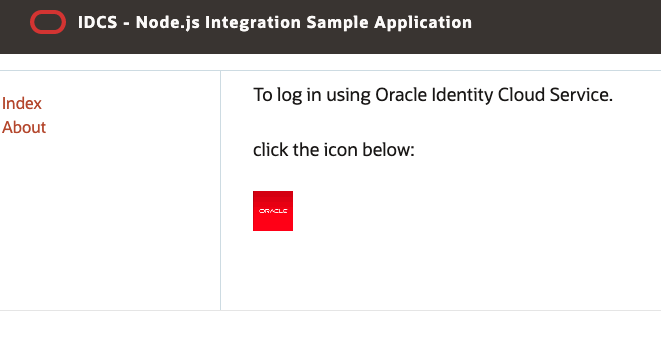 IDCS - Node.js Integration Sample Application
Index
About
To log in using Oracle Identity Cloud Service.
click the icon below:
ORACLE